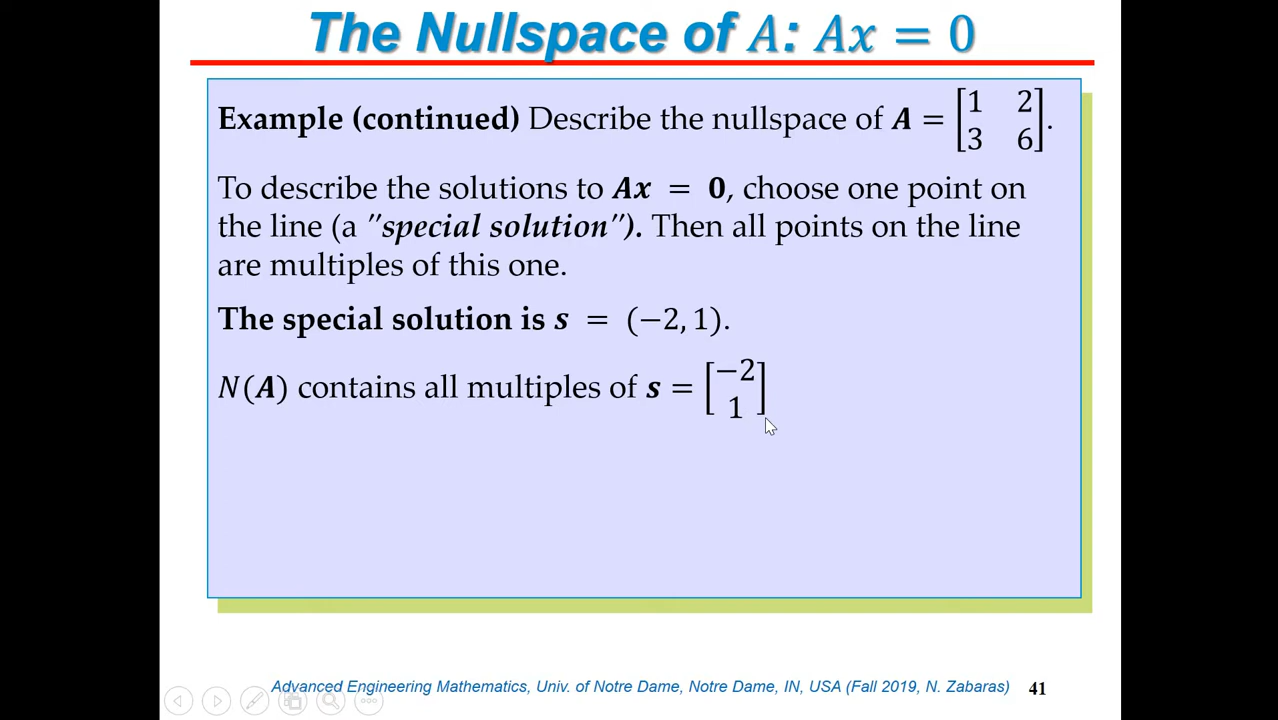 The Nullspace of A: Ax = 0
Example (continued) Describe the nullspace of A = [1 2; 3 6].
To describe the solutions to Ax = 0, choose one point on
the line (a "special solution"). Then all points on the line
are multiples of this one.
The special solution is s = (−2, 1).
N(A) contains all multiples of s = [−2; 1]
Advanced Engineering Mathematics, Univ. of Notre Dame, Notre Dame, IN, USA (Fall 2019, N. Zabaras) 41